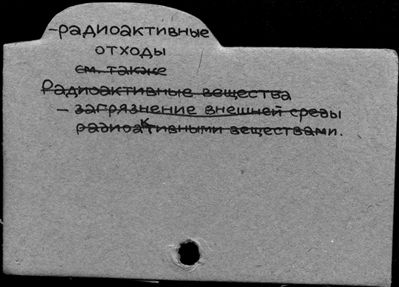 -радиоактивные
отходы
см. также
Радиоактивные вещества
- загрязнение внешней среды
радиоактивными веществами.